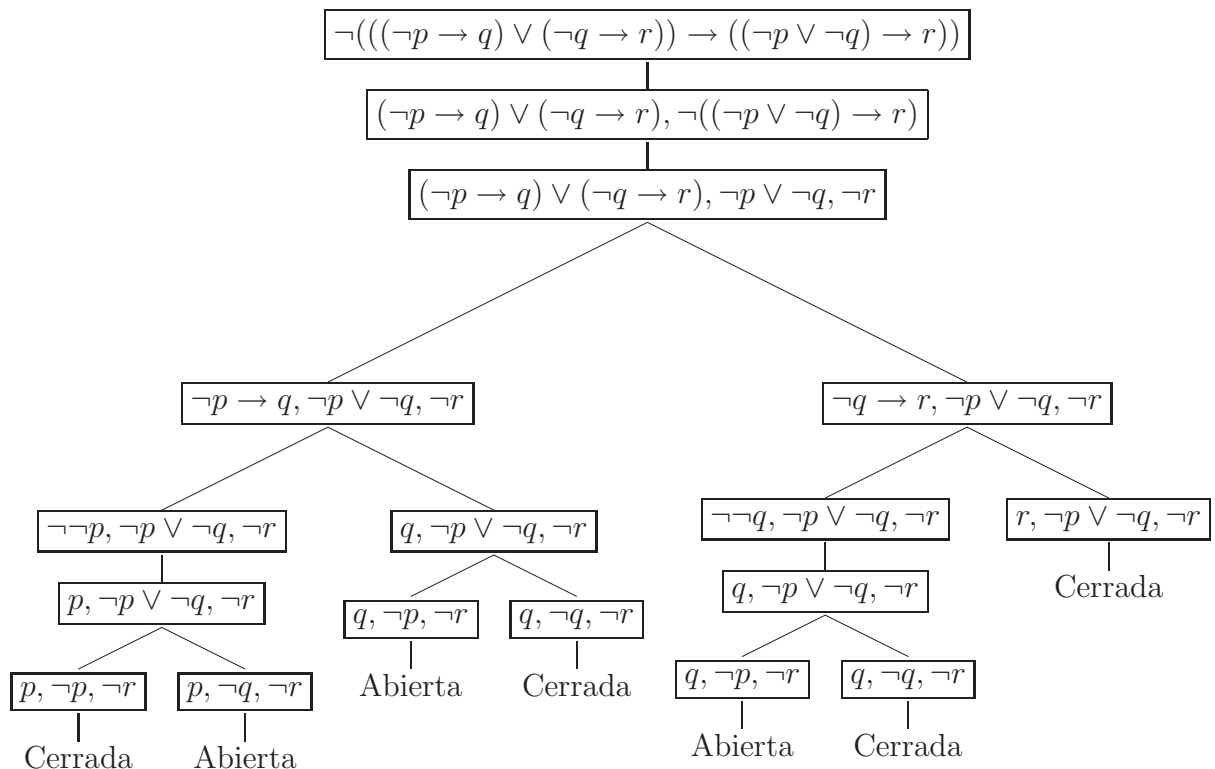 ¬(((¬p → q) ∨ (¬q → r)) → ((¬p ∨ ¬q) → r))
(¬p → q) ∨ (¬q → r), ¬((¬p ∨ ¬q) → r)
(¬p → q) ∨ (¬q → r), ¬p ∨ ¬q, ¬r
¬p → q, ¬p ∨ ¬q, ¬r
¬q → r, ¬p ∨ ¬q, ¬r
¬¬p, ¬p ∨ ¬q, ¬r
q, ¬p ∨ ¬q, ¬r
¬¬q, ¬p ∨ ¬q, ¬r
r, ¬p ∨ ¬q, ¬r
p, ¬p ∨ ¬q, ¬r
q, ¬p, ¬r
q, ¬q, ¬r
q, ¬p ∨ ¬q, ¬r
Cerrada
p, ¬p, ¬r
p, ¬q, ¬r
Abierta
Cerrada
q, ¬p, ¬r
q, ¬q, ¬r
Cerrada
Abierta
Abierta
Cerrada